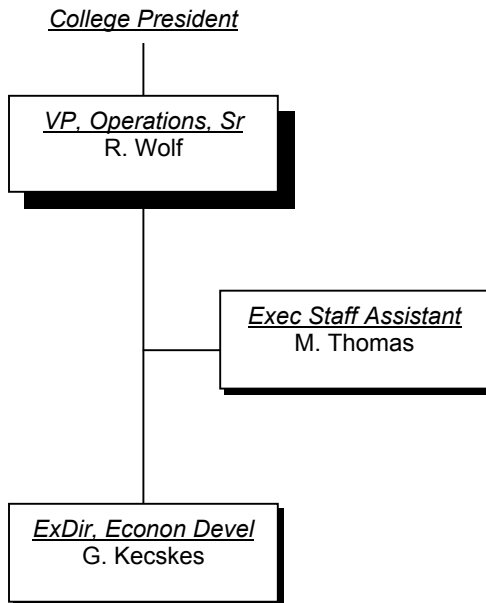 College President
VP, Operations, Sr
R. Wolf
Exec Staff Assistant
M. Thomas
ExDir, Econon Devel
G. Kecskes